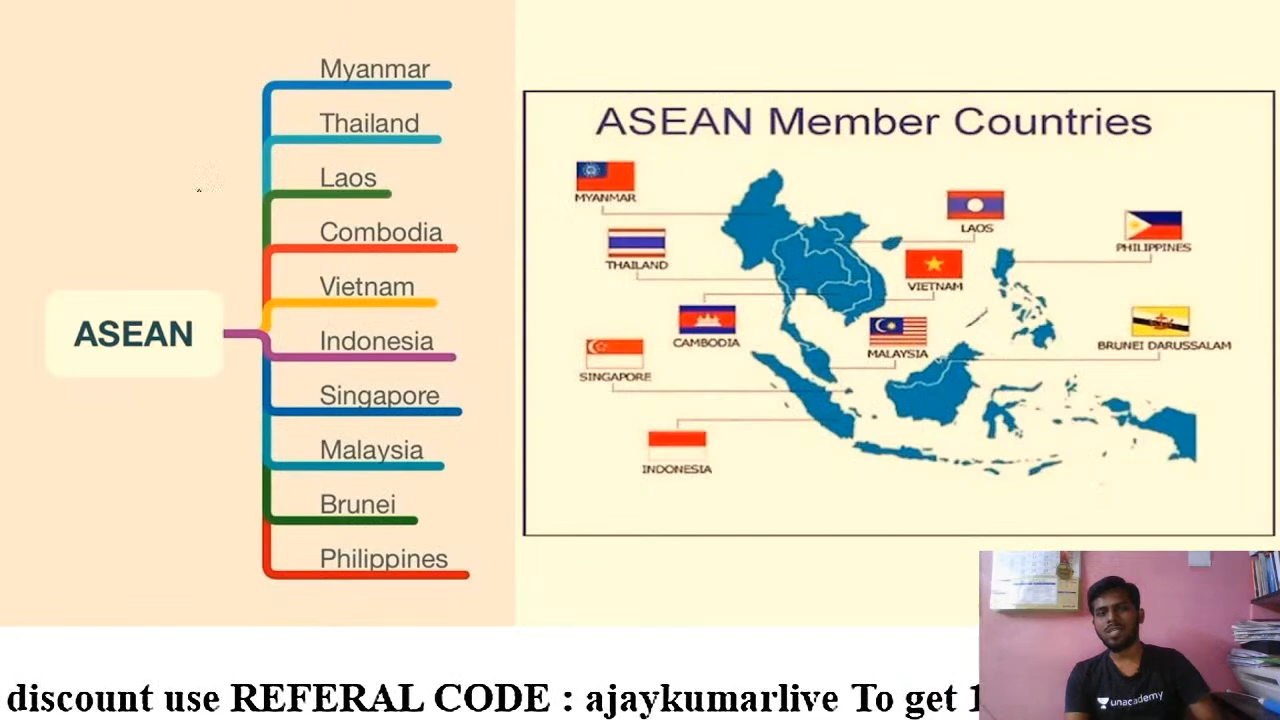 Myanmar
Thailand
Laos
Combodia
Vietnam
ASEAN
Indonesia
Singapore
Malaysia
Brunei
Philippines
ASEAN Member Countries
MYANMAR
LAOS
PHILIPPINES
THAILAND
VIETNAM
CAMBODIA
BRUNEI DARUSSALAM
MALAYSIA
SINGAPORE
INDONESIA
unacademy
discount use REFERAL CODE : ajaykumarlive To get